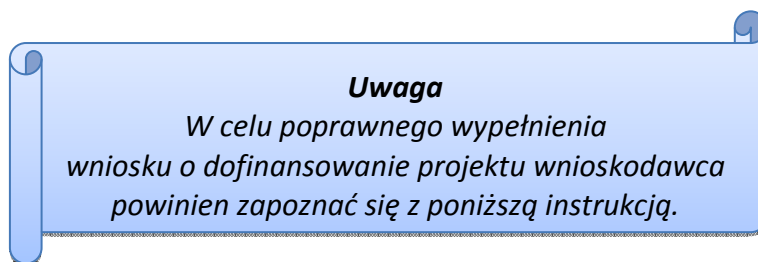 Uwaga
W celu poprawnego wypełnienia
wniosku o dofinansowanie projektu wnioskodawca
powinien zapoznać się z poniższą instrukcją.